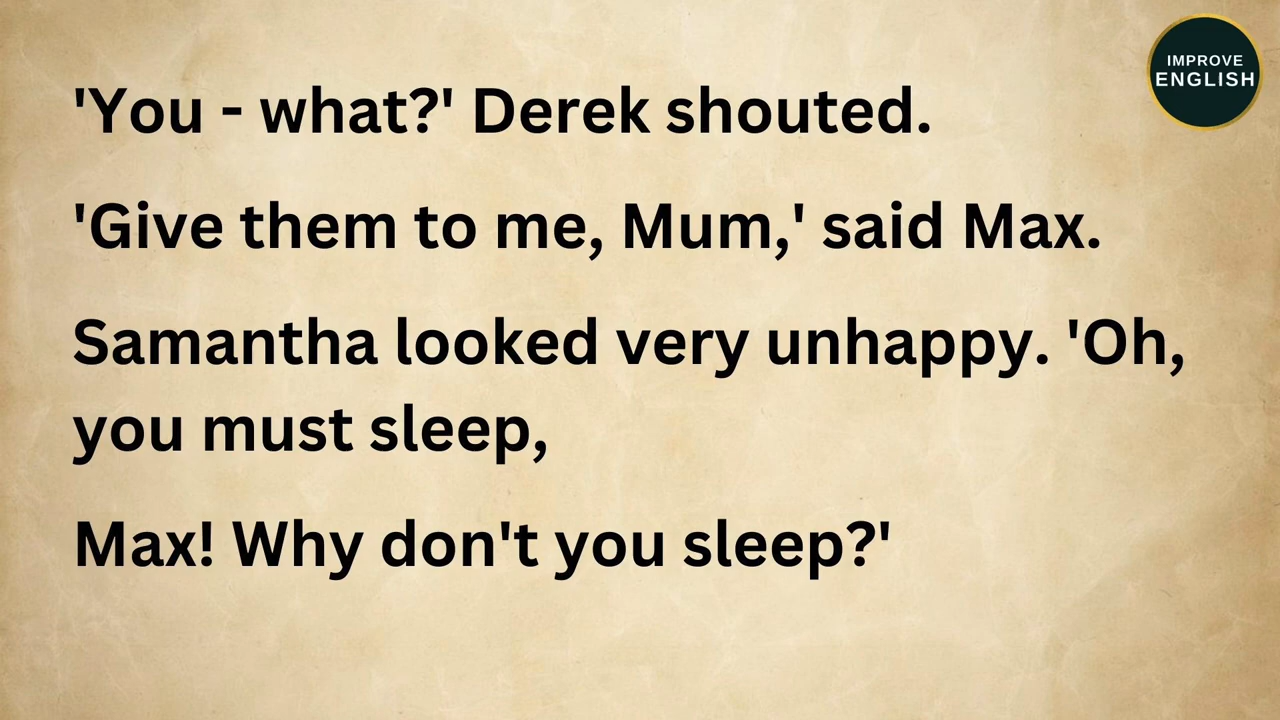 IMPROVE
ENGLISH
'You - what?' Derek shouted.
'Give them to me, Mum,' said Max.
Samantha looked very unhappy. 'Oh,
you must sleep,
Max! Why don't you sleep?'